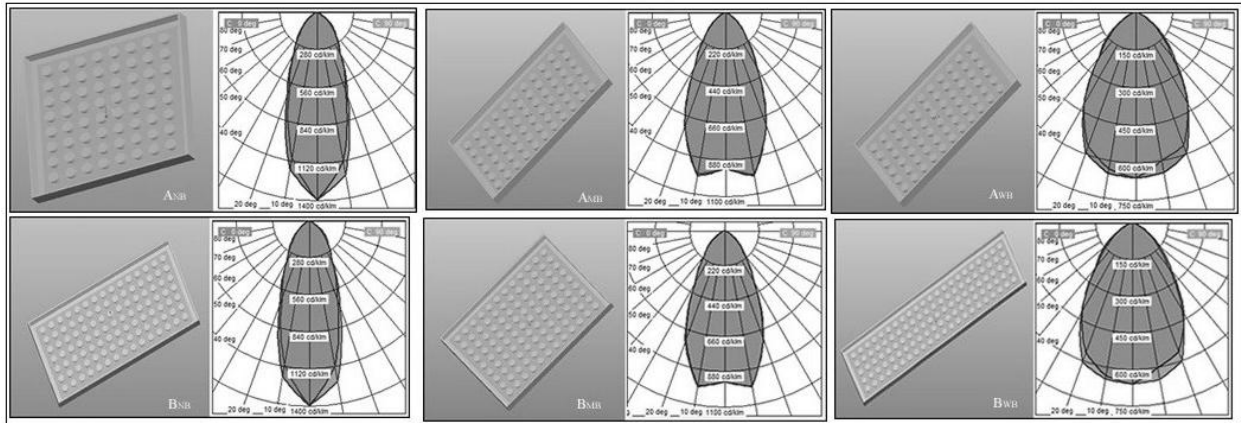 C 0 deg C 90 deg
80 deg
70 deg
60 deg
50 deg
40 deg
280 cd/klm
560 cd/klm
840 cd/klm
1120 cd/klm
20 deg 10 deg 1400 cd/klm
ANB
C 0 deg C 90 deg
80 deg
70 deg
60 deg
50 deg
40 deg
220 cd/klm
440 cd/klm
660 cd/klm
880 cd/klm
20 deg 10 deg 1100 cd/klm
AMB
C 0 deg C 90 deg
80 deg
70 deg
60 deg
50 deg
40 deg
150 cd/klm
300 cd/klm
450 cd/klm
600 cd/klm
20 deg 10 deg 750 cd/klm
AWB
C 0 deg C 90 deg
80 deg
70 deg
60 deg
50 deg
40 deg
280 cd/klm
560 cd/klm
840 cd/klm
1120 cd/klm
20 deg 10 deg 1400 cd/klm
BNB
C 0 deg C 90 deg
80 deg
70 deg
60 deg
50 deg
40 deg
220 cd/klm
440 cd/klm
660 cd/klm
880 cd/klm
20 deg 10 deg 1100 cd/klm
BMB
C 0 deg C 90 deg
80 deg
70 deg
60 deg
50 deg
40 deg
150 cd/klm
300 cd/klm
450 cd/klm
600 cd/klm
20 deg 10 deg 750 cd/klm
BWB